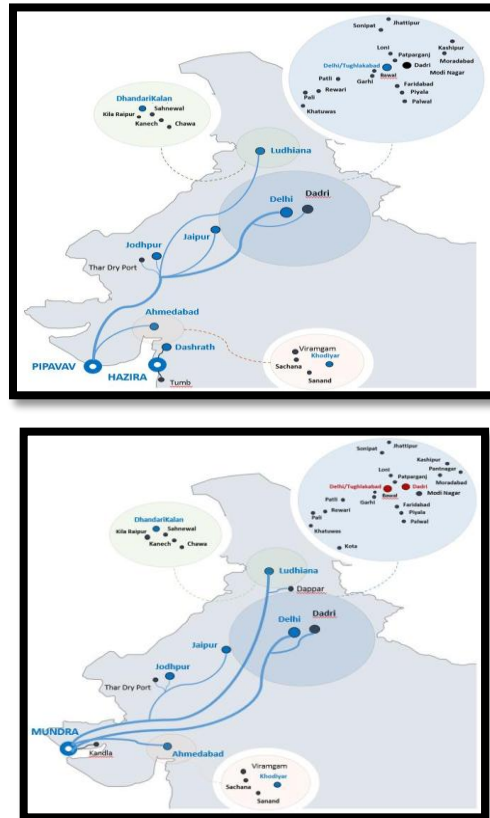 Jhattipur
Sonipat
Kashipur
Loni
Patparganj
Moradabad
Delhi/Tughlakabad
Dadri
Bawal
Modi Nagar
Patli
Garhi
Faridabad
Rewari
Piyala
Pali
Palwal
Khatuwas
DhandariKalan
Sahnewal
Kila Raipur
Kanech
Chawa
Ludhiana
Dadri
Delhi
Jaipur
Jodhpur
Thar Dry Port
Ahmedabad
Dashrath
PIPAVAV
HAZIRA
Tumb
Viramgam
Khodiyar
Sachana
Sanand
Jhattipur
Sonipat
Kashipur
Pantnagar
Loni
Patparganj
Moradabad
Delhi/Tughlakabad
Dadri
Bawal
Modi Nagar
Patli
Garhi
Faridabad
Rewari
Piyala
Pali
Palwal
Khatuwas
Kota
DhandariKalan
Sahnewal
Kila Raipur
Kanech
Chawa
Ludhiana
Dappar
Dadri
Delhi
Jaipur
Jodhpur
Thar Dry Port
MUNDRA
Kandla
Ahmedabad
Viramgam
Khodiyar
Sachana
Sanand